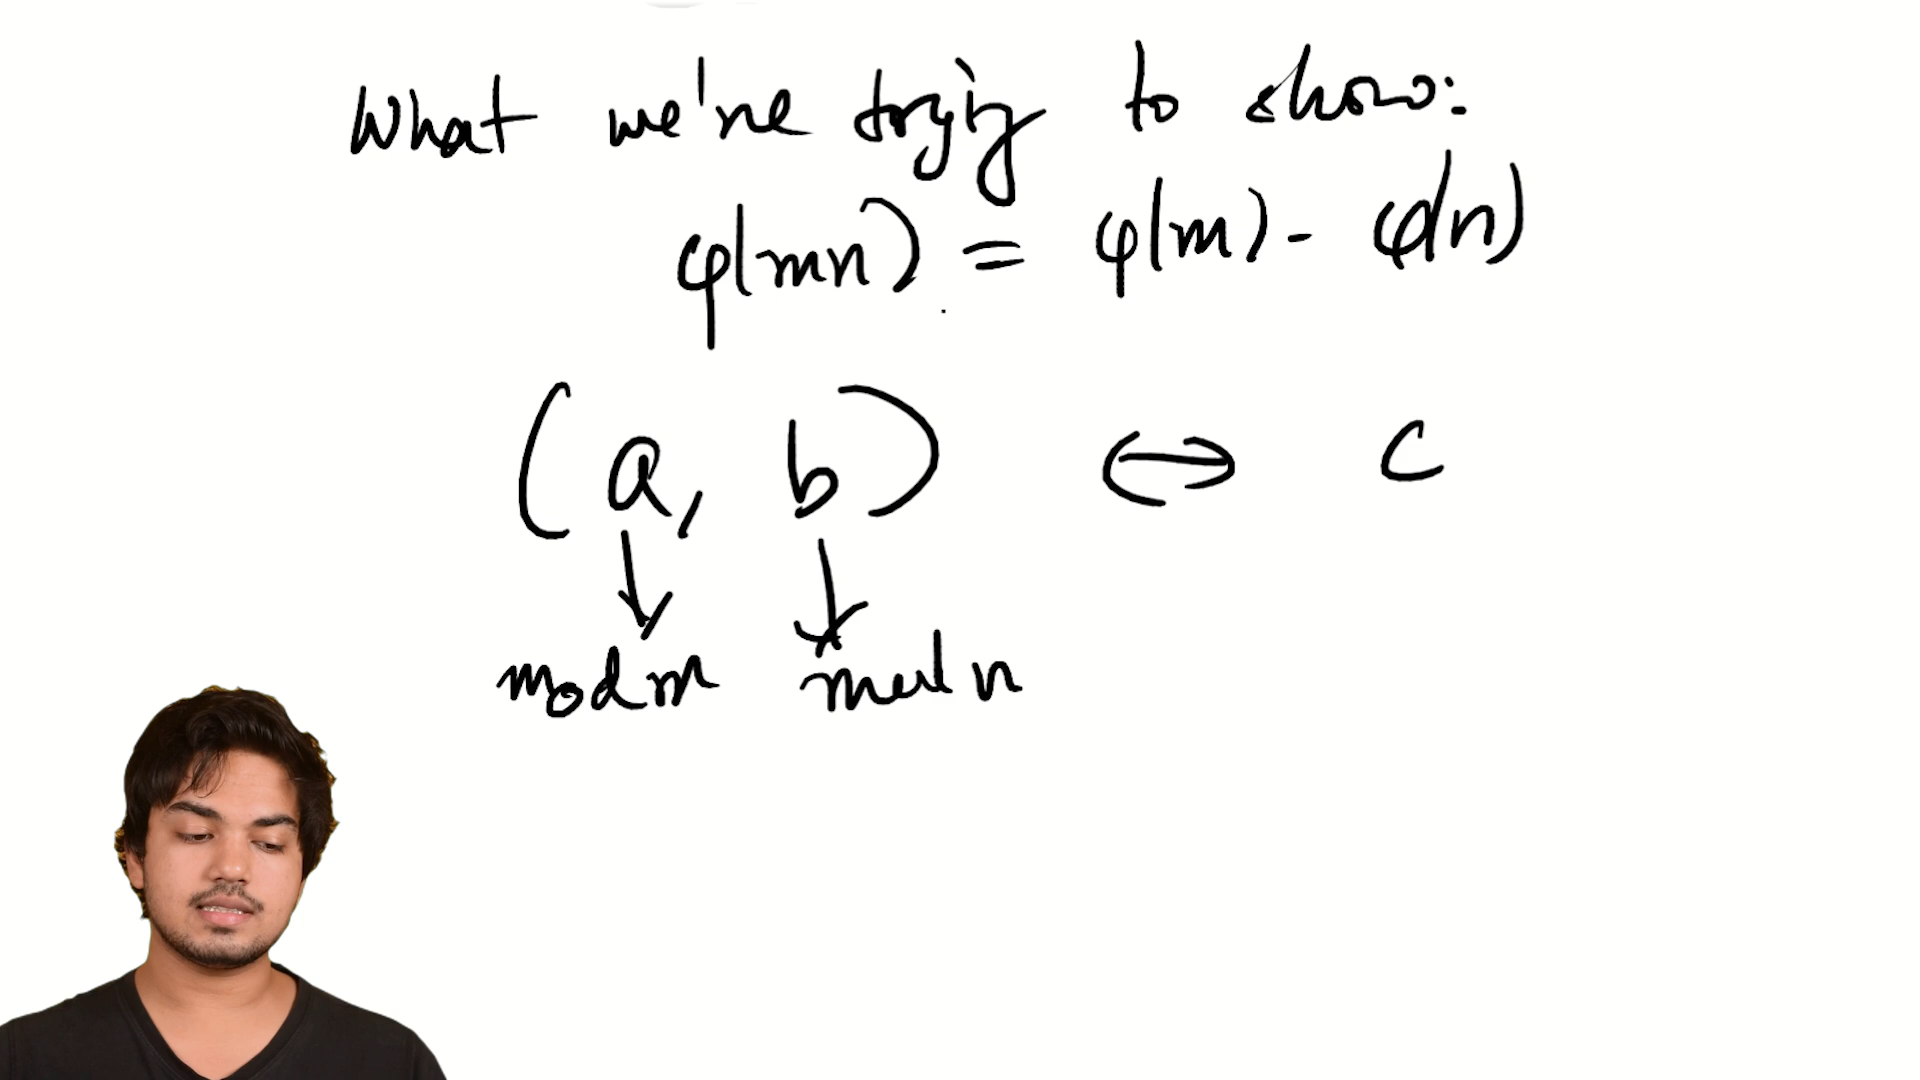 What we're trying to show:
φ(mn) = φ(m) - φ(n)
(a, b) ↔ c
↓ ↓
mod m mod n